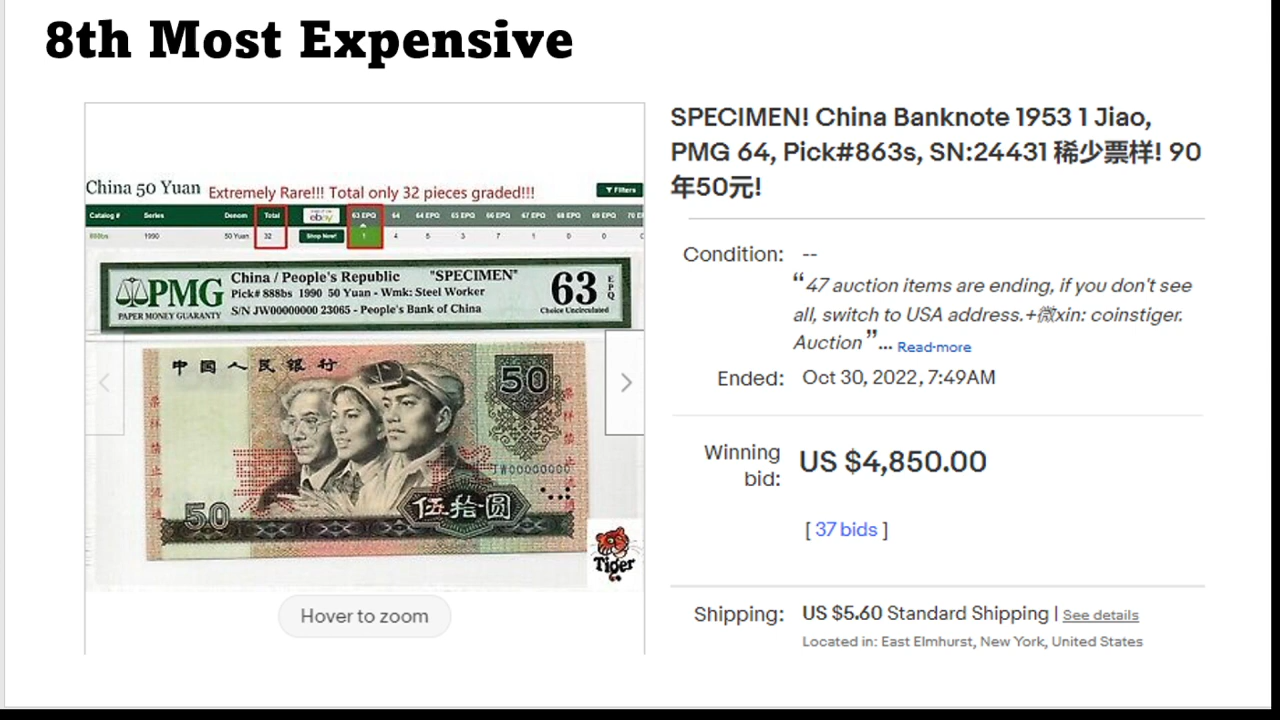 8th Most Expensive
China 50 Yuan Extremely Rare!!! Total only 32 pieces graded!!!
Filters
Catalog # Series Denom Total ebay 63 EPQ 64 64 EPQ 65 EPQ 66 EPQ 67 EPQ 68 EPQ 69 EPQ
888bs 1990 50 Yuan 32 Shop Now! 1 4 5 3 7 1 0 0
PMG
PAPER MONEY GUARANTY
China / People's Republic "SPECIMEN"
Pick# 888bs 1990 50 Yuan - Wmk: Steel Worker
S/N JW00000000 23065 - People's Bank of China
63 EPQ
Choice Uncirculated
中国人民银行
50
JW00000000
50
伍拾圆
Tiger
Hover to zoom
SPECIMEN! China Banknote 1953 1 Jiao,
PMG 64, Pick#863s, SN:24431 稀少票样! 90
年50元!
Condition: --
“47 auction items are ending, if you don't see
all, switch to USA address.+微xin: coinstiger.
Auction ”... Read more
Ended: Oct 30, 2022, 7:49AM
Winning
bid: US $4,850.00
[ 37 bids ]
Shipping: US $5.60 Standard Shipping | See details
Located in: East Elmhurst, New York, United States